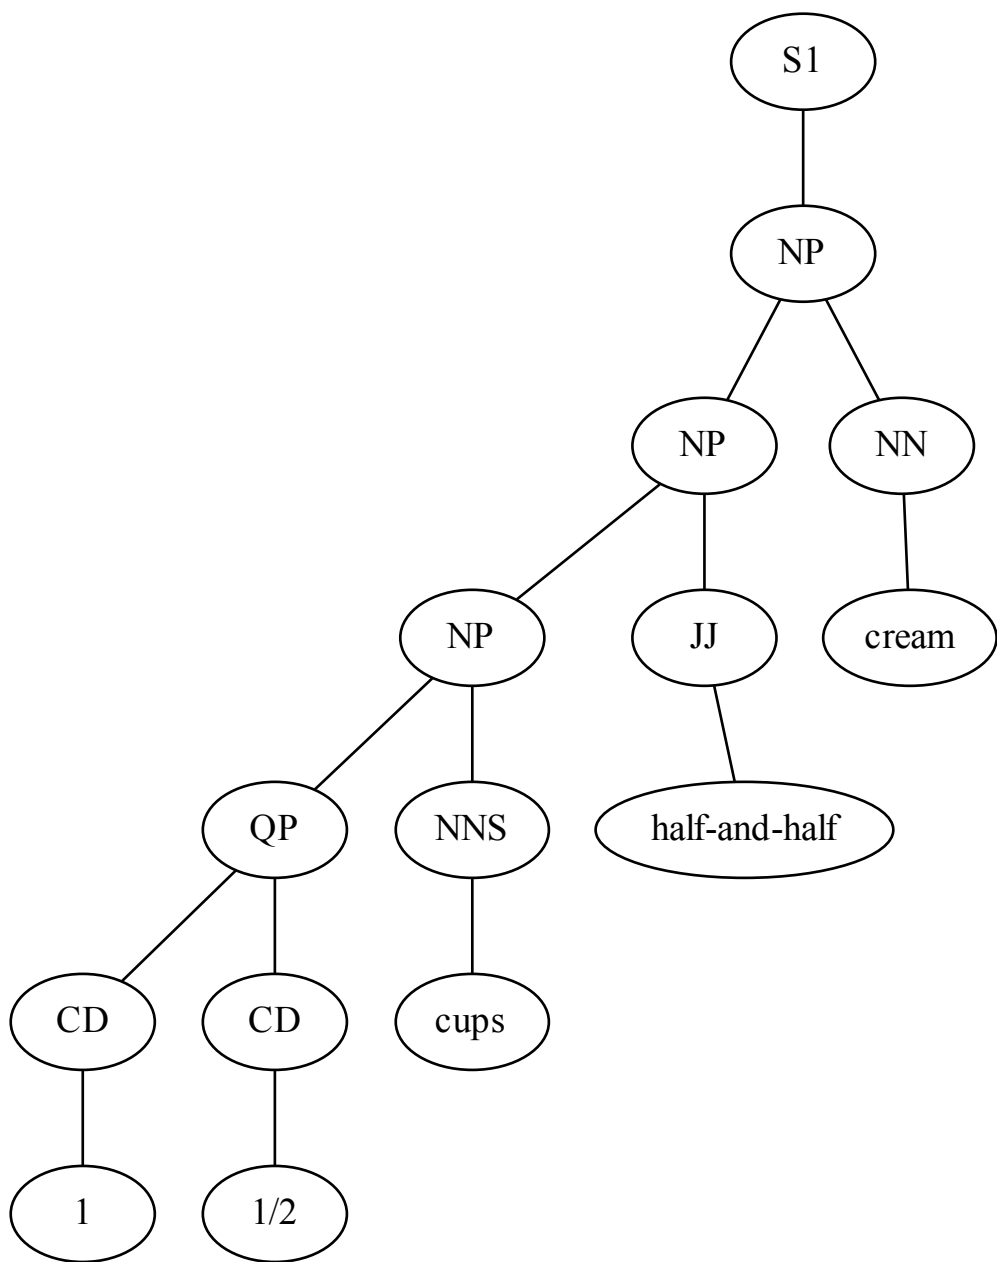 S1
NP
NP NN
NP JJ cream
QP NNS half-and-half
CD CD cups
1 1/2